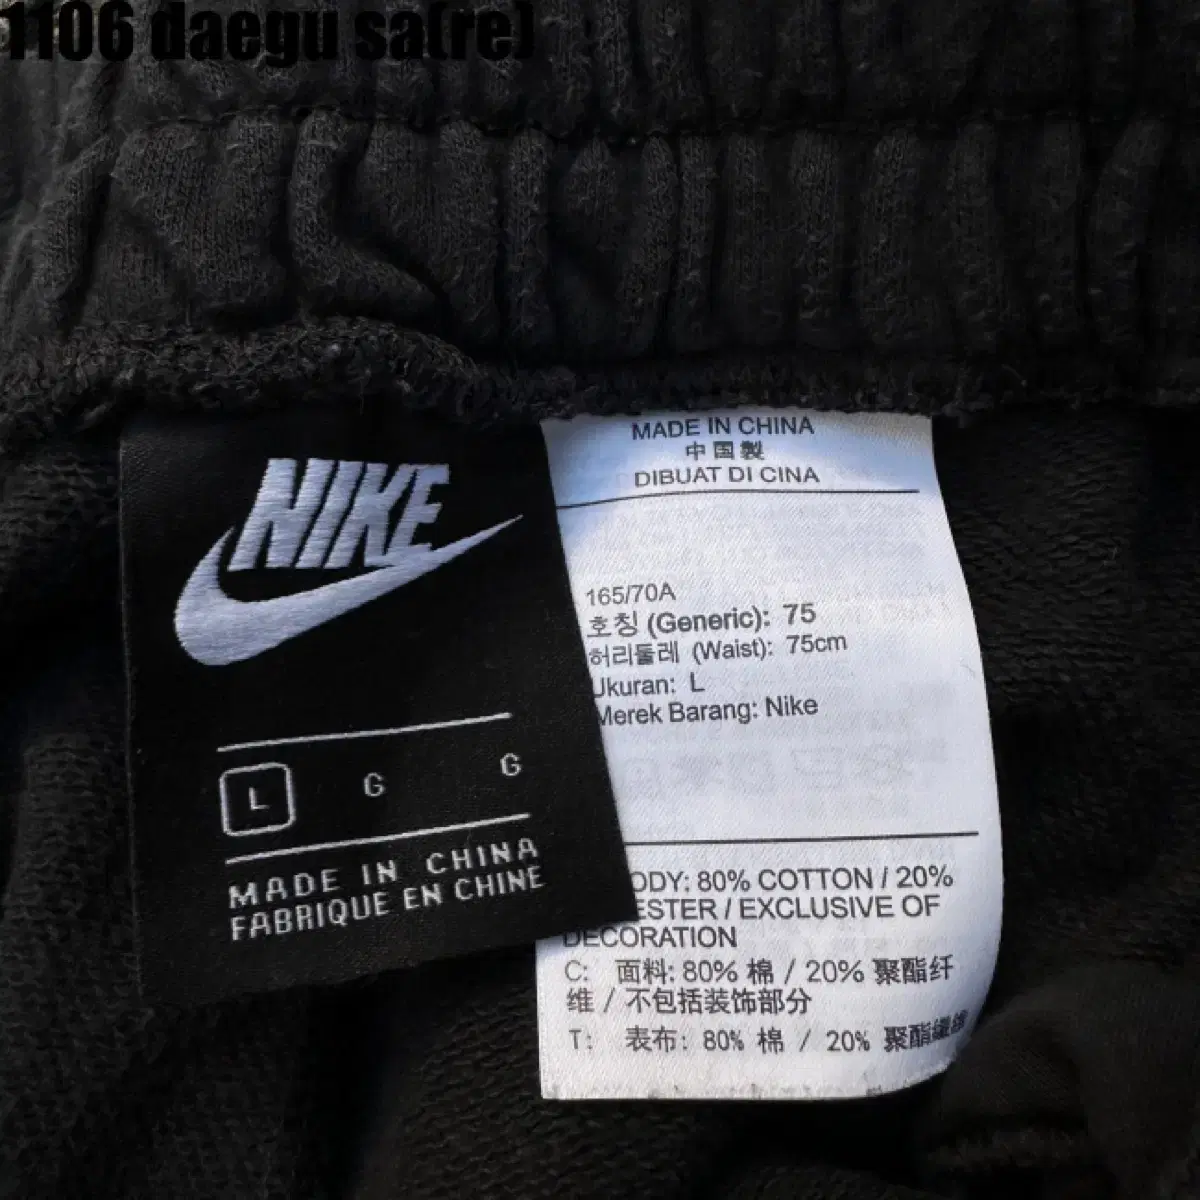 1106 daegu sa(re)
NIKE
L G G
MADE IN CHINA
FABRIQUE EN CHINE
MADE IN CHINA
中国製
DIBUAT DI CINA
165/70A
호칭 (Generic): 75
허리둘레 (Waist): 75cm
Ukuran: L
Merek Barang: Nike
ODY: 80% COTTON / 20%
ESTER / EXCLUSIVE OF
DECORATION
C: 面料: 80% 棉 / 20% 聚酯纤
维 / 不包括装饰部分
T: 表布: 80% 棉 / 20% 聚酯纖維